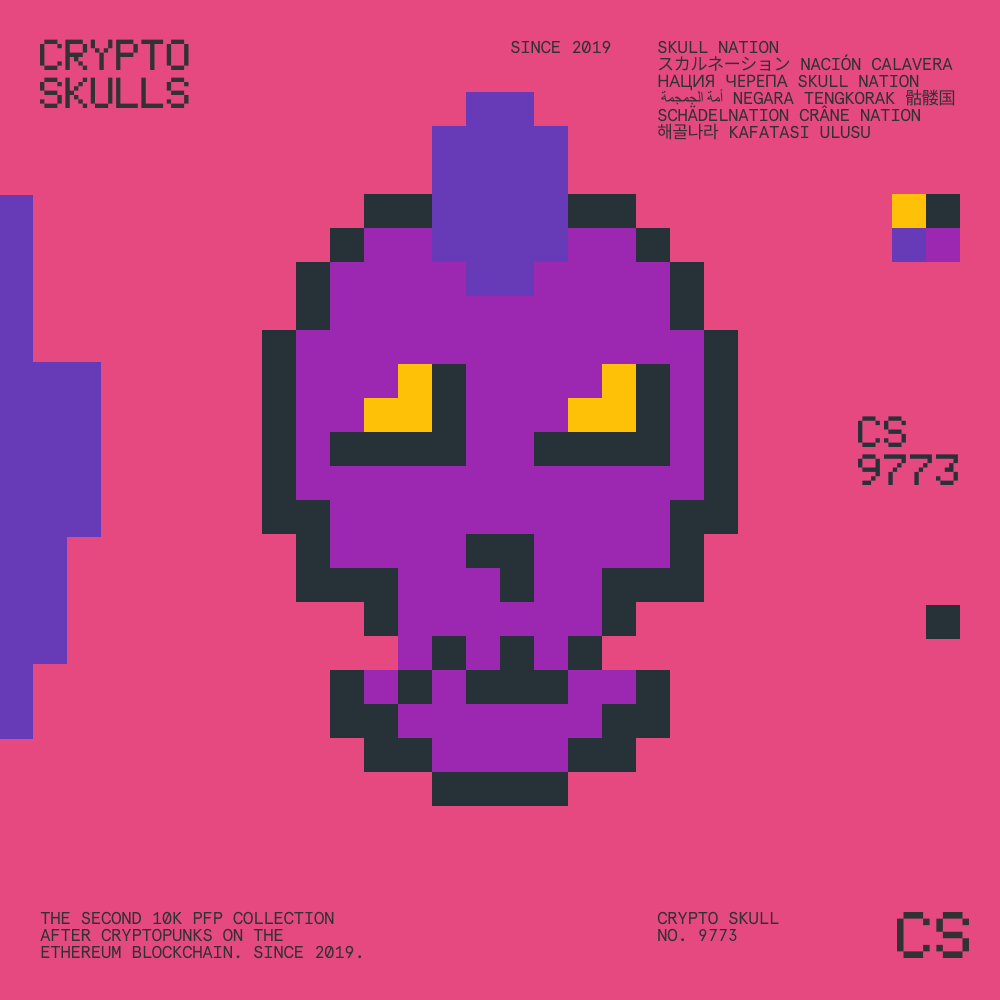 CRYPTO
SKULLS
SINCE 2019
SKULL NATION
スカルネーション NACIÓN CALAVERA
НАЦИЯ ЧЕРЕПА SKULL NATION
أمة الجمجمة NEGARA TENGKORAK 骷髅国
SCHÄDELNATION CRÂNE NATION
해골나라 KAFATASI ULUSU
CS
9773
THE SECOND 10K PFP COLLECTION
AFTER CRYPTOPUNKS ON THE
ETHEREUM BLOCKCHAIN. SINCE 2019.
CRYPTO SKULL
NO. 9773
CS